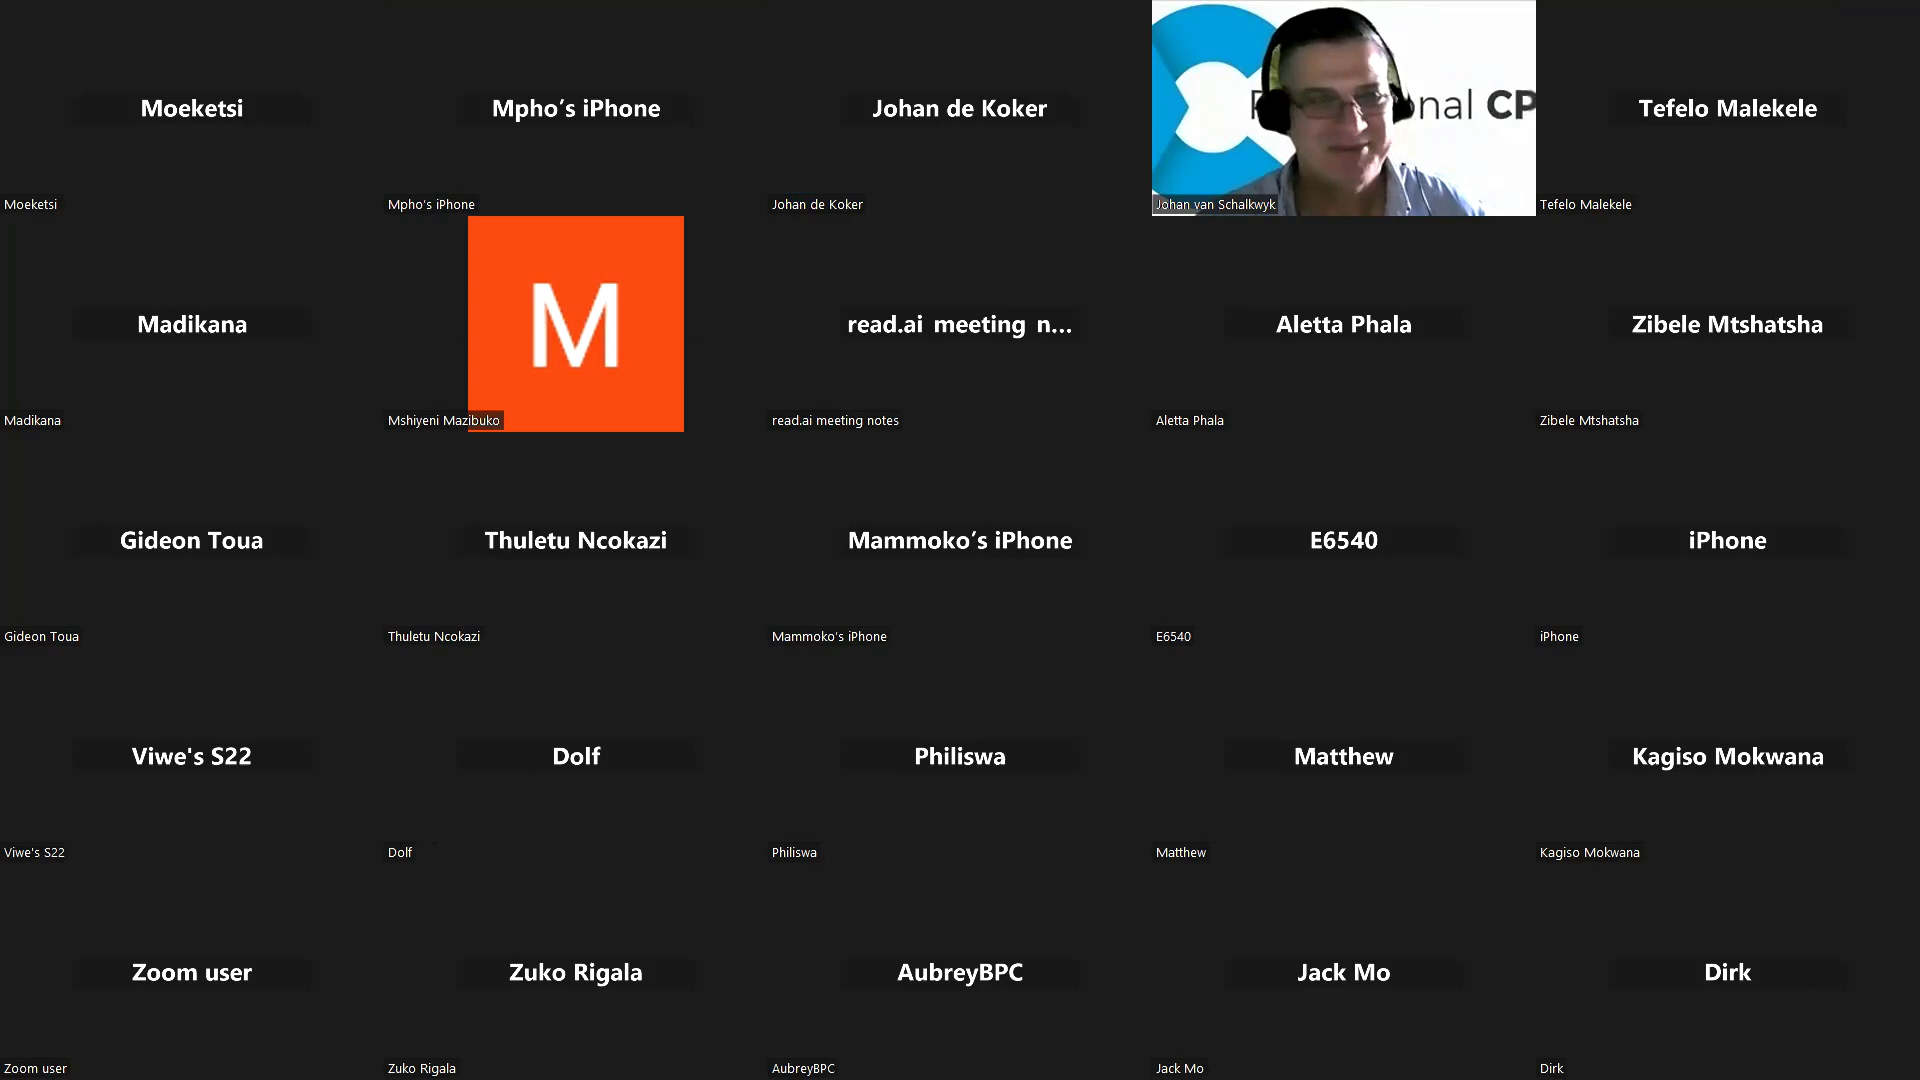 Moeketsi
Mpho’s iPhone
Johan de Koker
nal CP
Tefelo Malekele
Moeketsi
Mpho's iPhone
Johan de Koker
Johan van Schalkwyk
Tefelo Malekele
Madikana
M
read.ai meeting n...
Aletta Phala
Zibele Mtshatsha
Madikana
Mshiyeni Mazibuko
read.ai meeting notes
Aletta Phala
Zibele Mtshatsha
Gideon Toua
Thuletu Ncokazi
Mammoko’s iPhone
E6540
iPhone
Gideon Toua
Thuletu Ncokazi
Mammoko's iPhone
E6540
iPhone
Viwe's S22
Dolf
Philiswa
Matthew
Kagiso Mokwana
Viwe's S22
Dolf
Philiswa
Matthew
Kagiso Mokwana
Zoom user
Zuko Rigala
AubreyBPC
Jack Mo
Dirk
Zoom user
Zuko Rigala
AubreyBPC
Jack Mo
Dirk